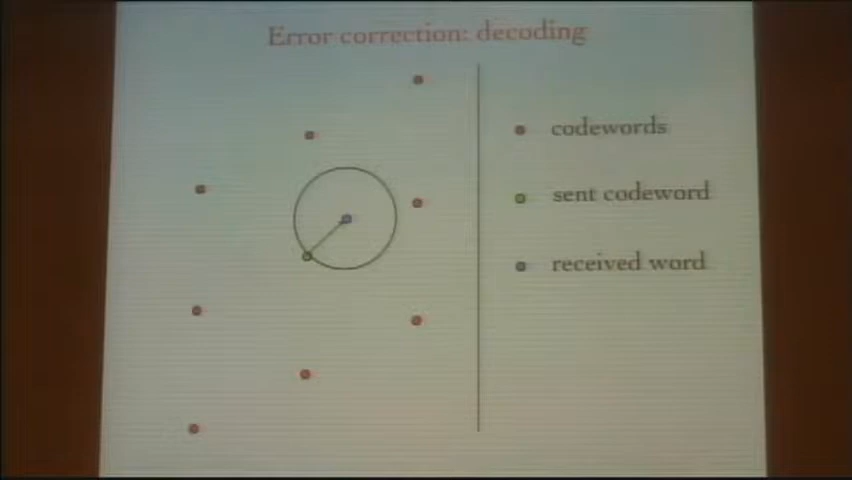 Error correction: decoding
codewords
sent codeword
received word